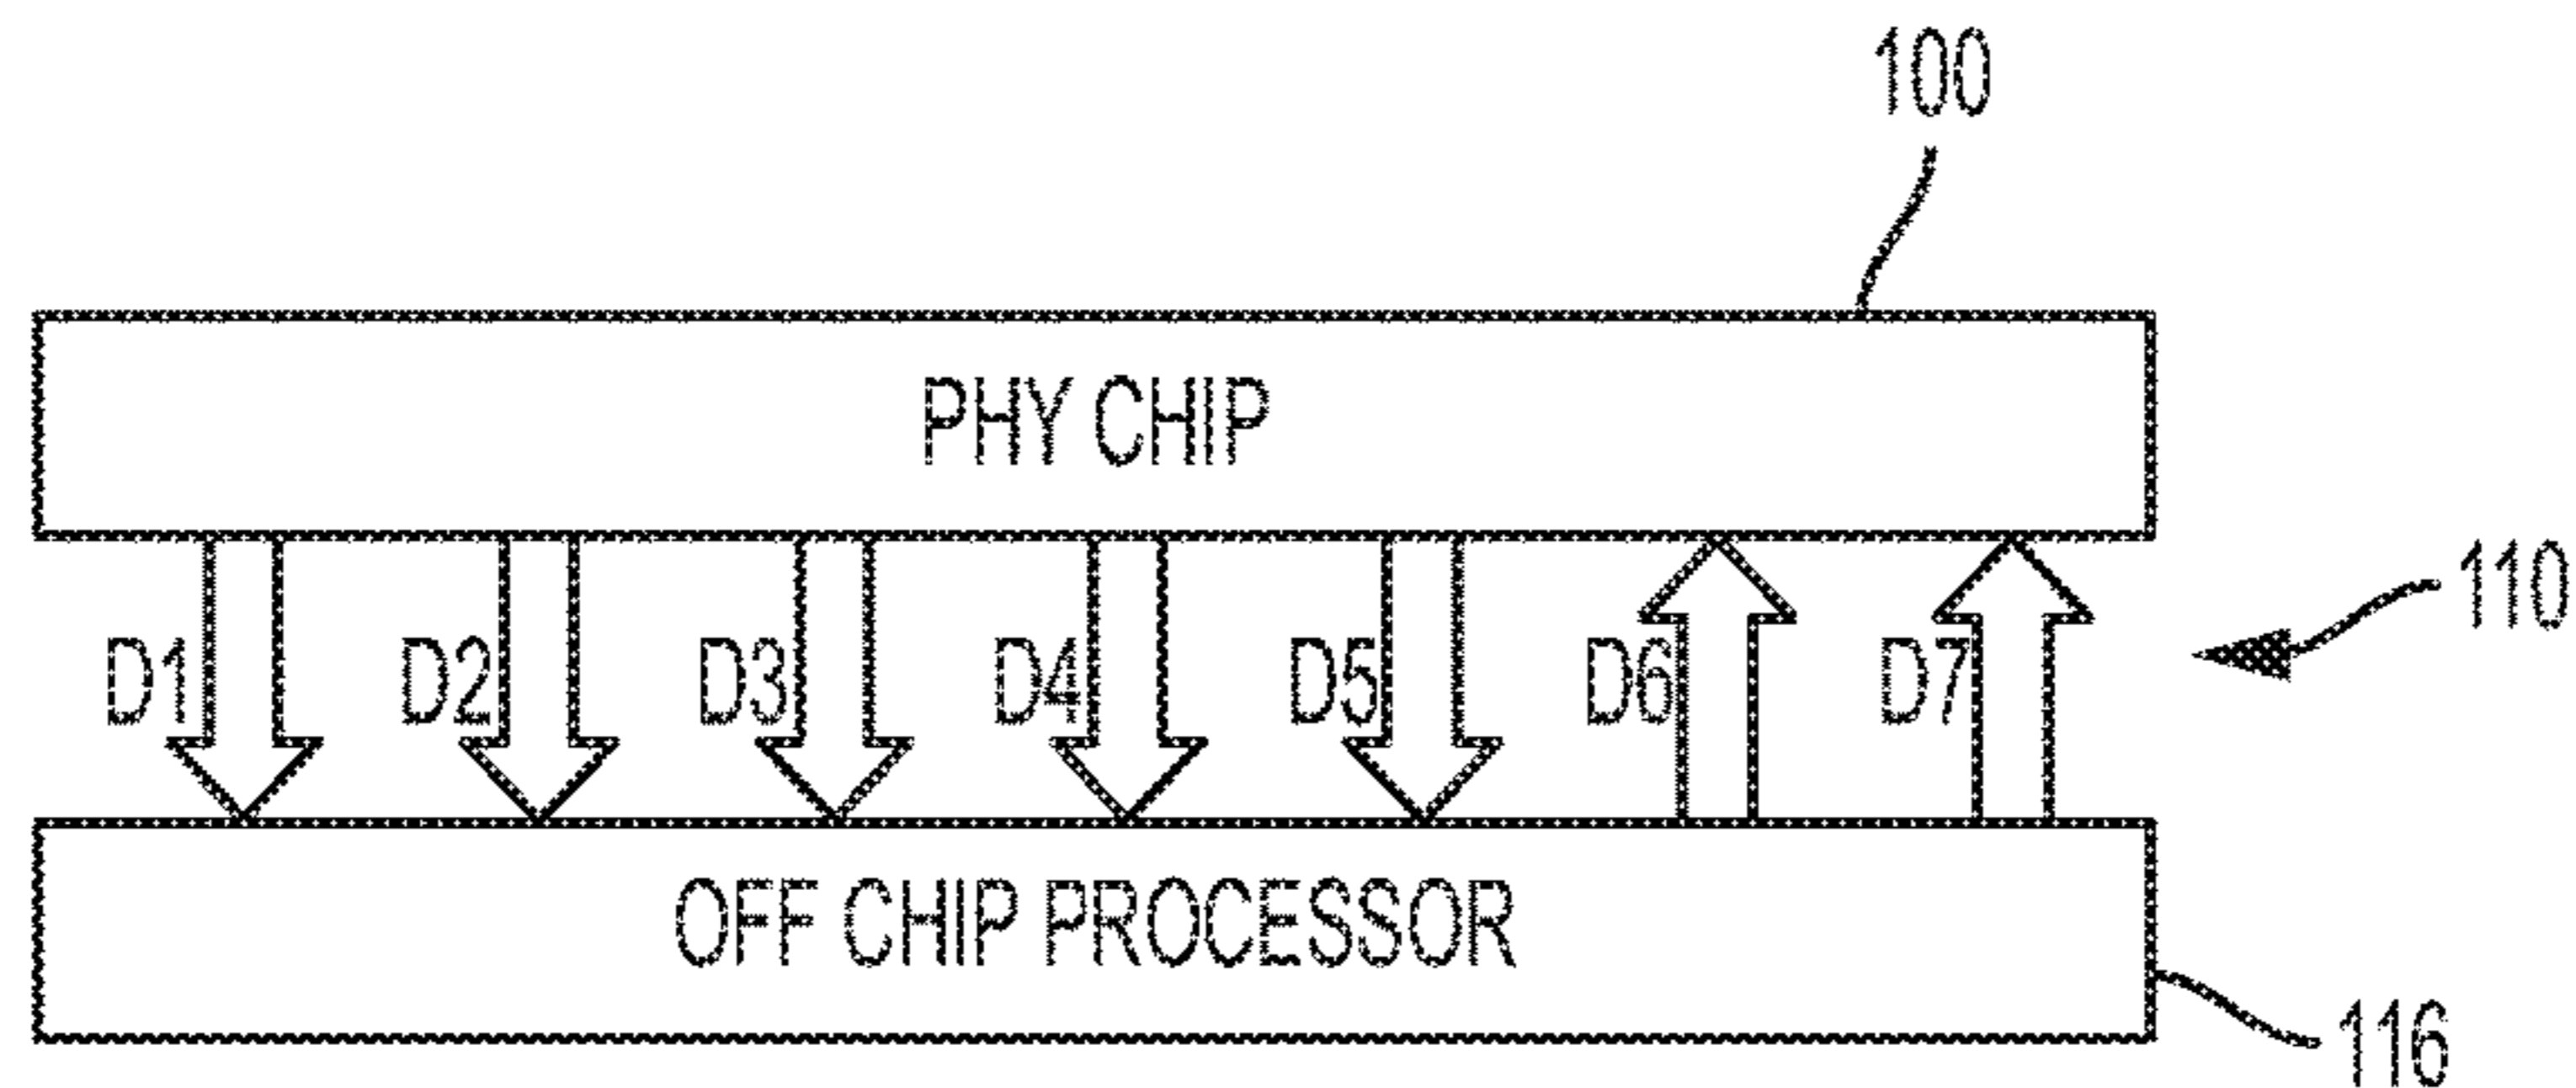 100
PHY CHIP
110
D1 D2 D3 D4 D5 D6 D7
OFF CHIP PROCESSOR
116